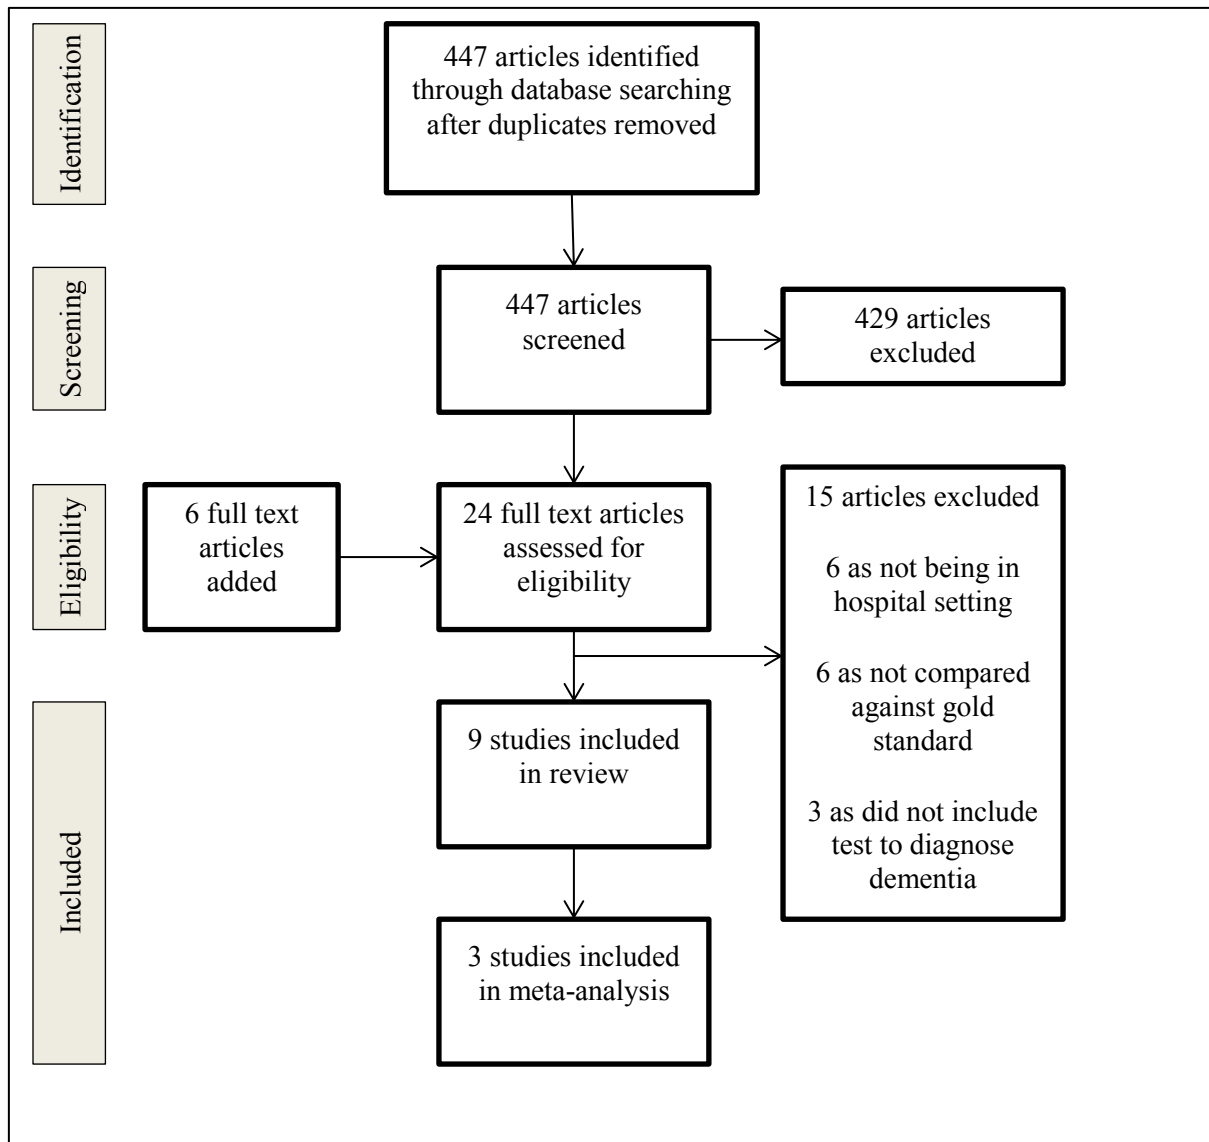 Identification
447 articles identified
through database searching
after duplicates removed
Screening
447 articles
screened
429 articles
excluded
Eligibility
6 full text
articles
added
24 full text articles
assessed for
eligibility
15 articles excluded
6 as not being in
hospital setting
6 as not compared
against gold
standard
3 as did not include
test to diagnose
dementia
Included
9 studies included
in review
3 studies included
in meta-analysis